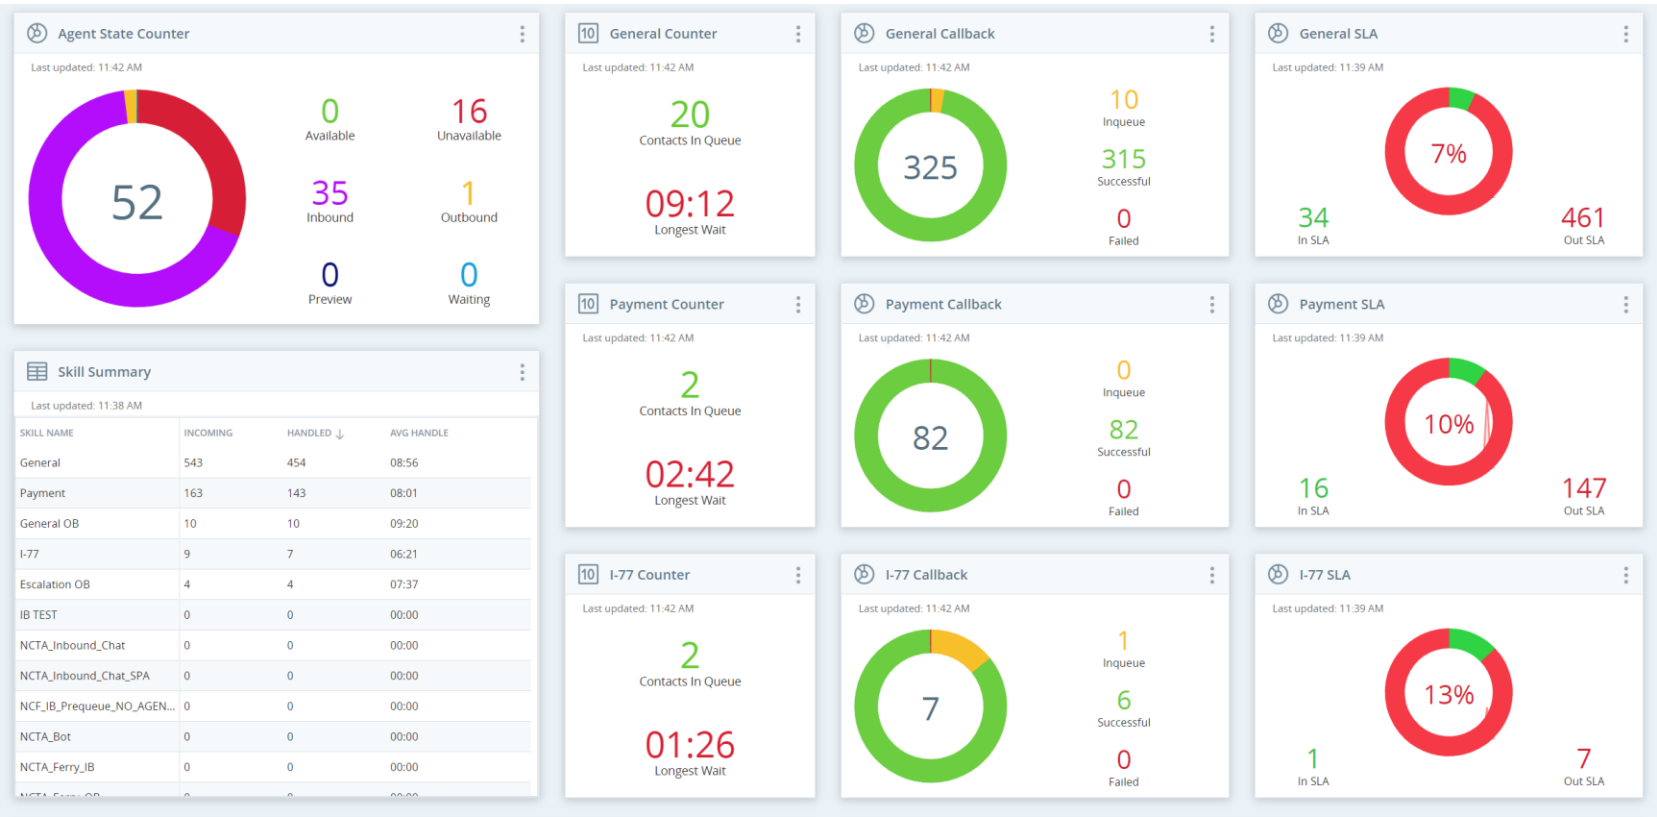 Agent State Counter
Last updated: 11:42 AM
52
0
Available
16
Unavailable
35
Inbound
1
Outbound
0
Preview
0
Waiting
Skill Summary
Last updated: 11:38 AM
SKILL NAME INCOMING HANDLED ↓ AVG HANDLE
General 543 454 08:56
Payment 163 143 08:01
General OB 10 10 09:20
I-77 9 7 06:21
Escalation OB 4 4 07:37
IB TEST 0 0 00:00
NCTA_Inbound_Chat 0 0 00:00
NCTA_Inbound_Chat_SPA 0 0 00:00
NCF_IB_Prequeue_NO_AGEN... 0 0 00:00
NCTA_Bot 0 0 00:00
NCTA_Ferry_IB 0 0 00:00
NCTA_Ferry_OB 0 0 00:00
10 General Counter
Last updated: 11:42 AM
20
Contacts In Queue
09:12
Longest Wait
10 Payment Counter
Last updated: 11:42 AM
2
Contacts In Queue
02:42
Longest Wait
10 I-77 Counter
Last updated: 11:42 AM
2
Contacts In Queue
01:26
Longest Wait
General Callback
Last updated: 11:42 AM
325
10
Inqueue
315
Successful
0
Failed
Payment Callback
Last updated: 11:42 AM
82
0
Inqueue
82
Successful
0
Failed
I-77 Callback
Last updated: 11:42 AM
7
1
Inqueue
6
Successful
0
Failed
General SLA
Last updated: 11:39 AM
7%
34
In SLA
461
Out SLA
Payment SLA
Last updated: 11:39 AM
10%
16
In SLA
147
Out SLA
I-77 SLA
Last updated: 11:39 AM
13%
1
In SLA
7
Out SLA